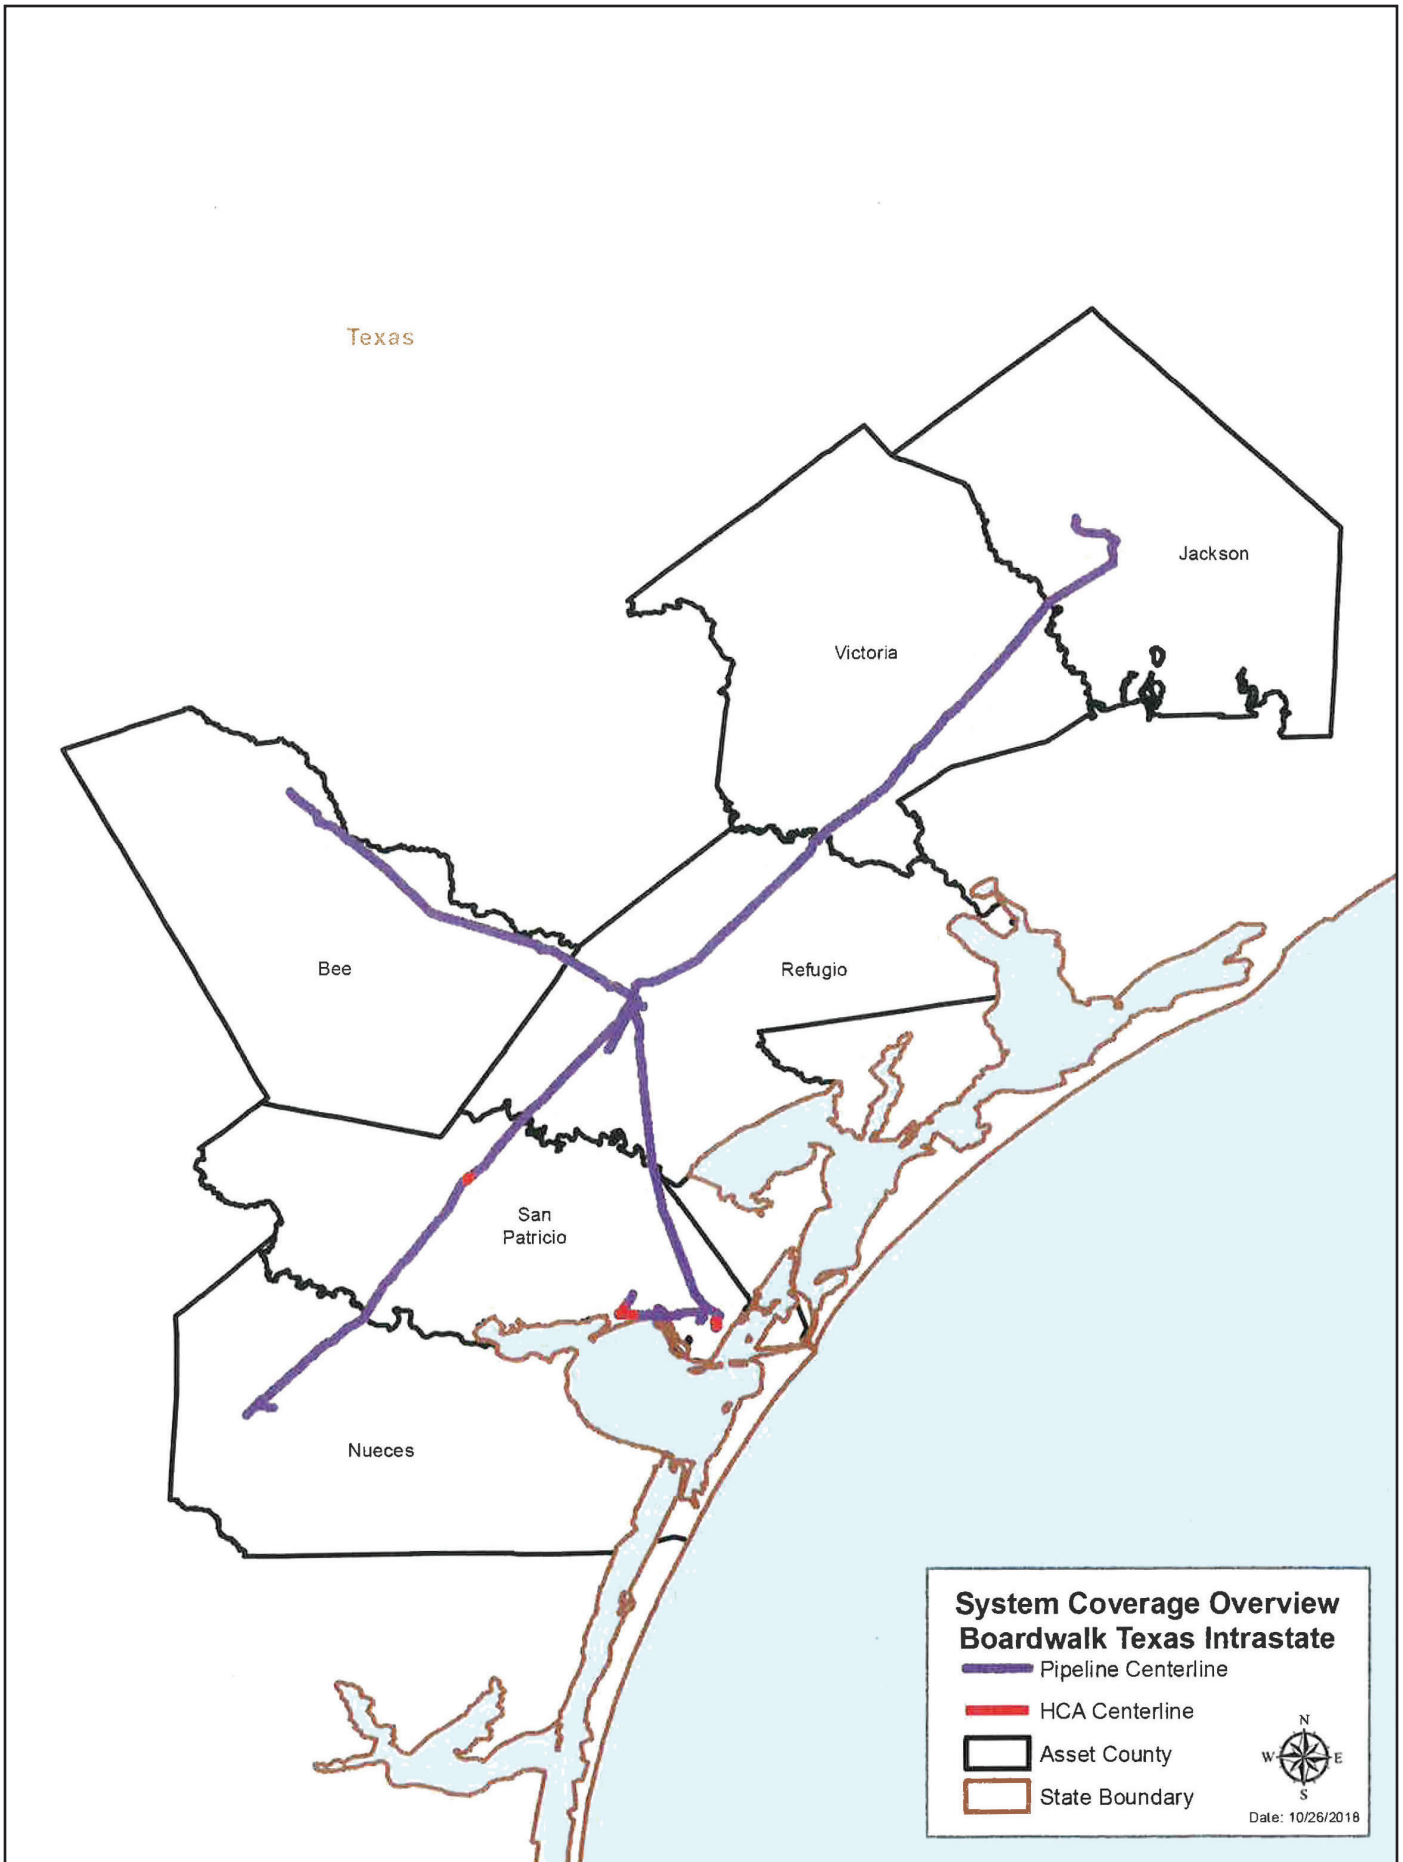 Texas
Jackson
Victoria
Bee
Refugio
San
Patricio
Nueces
System Coverage Overview
Boardwalk Texas Intrastate
Pipeline Centerline
HCA Centerline
Asset County
State Boundary
N
W
E
S
Date: 10/26/2018